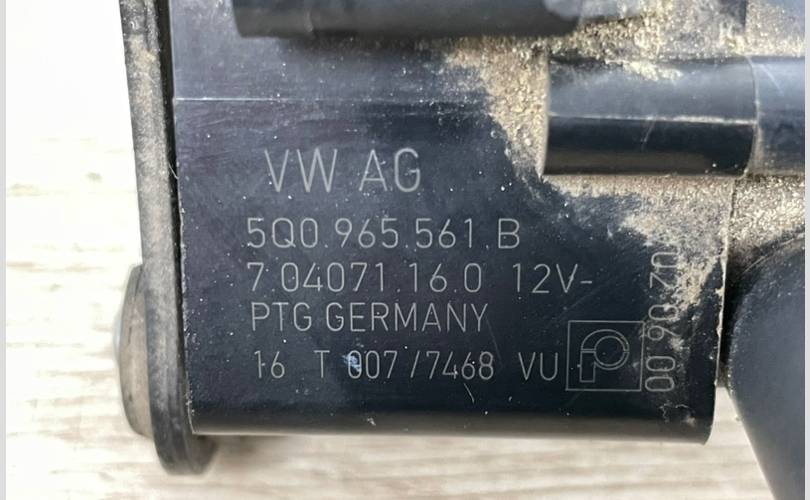 VW AG
5Q0.965.561.B
7.04071.16.0 12V-
PTG GERMANY
16 T 007/7468 VU